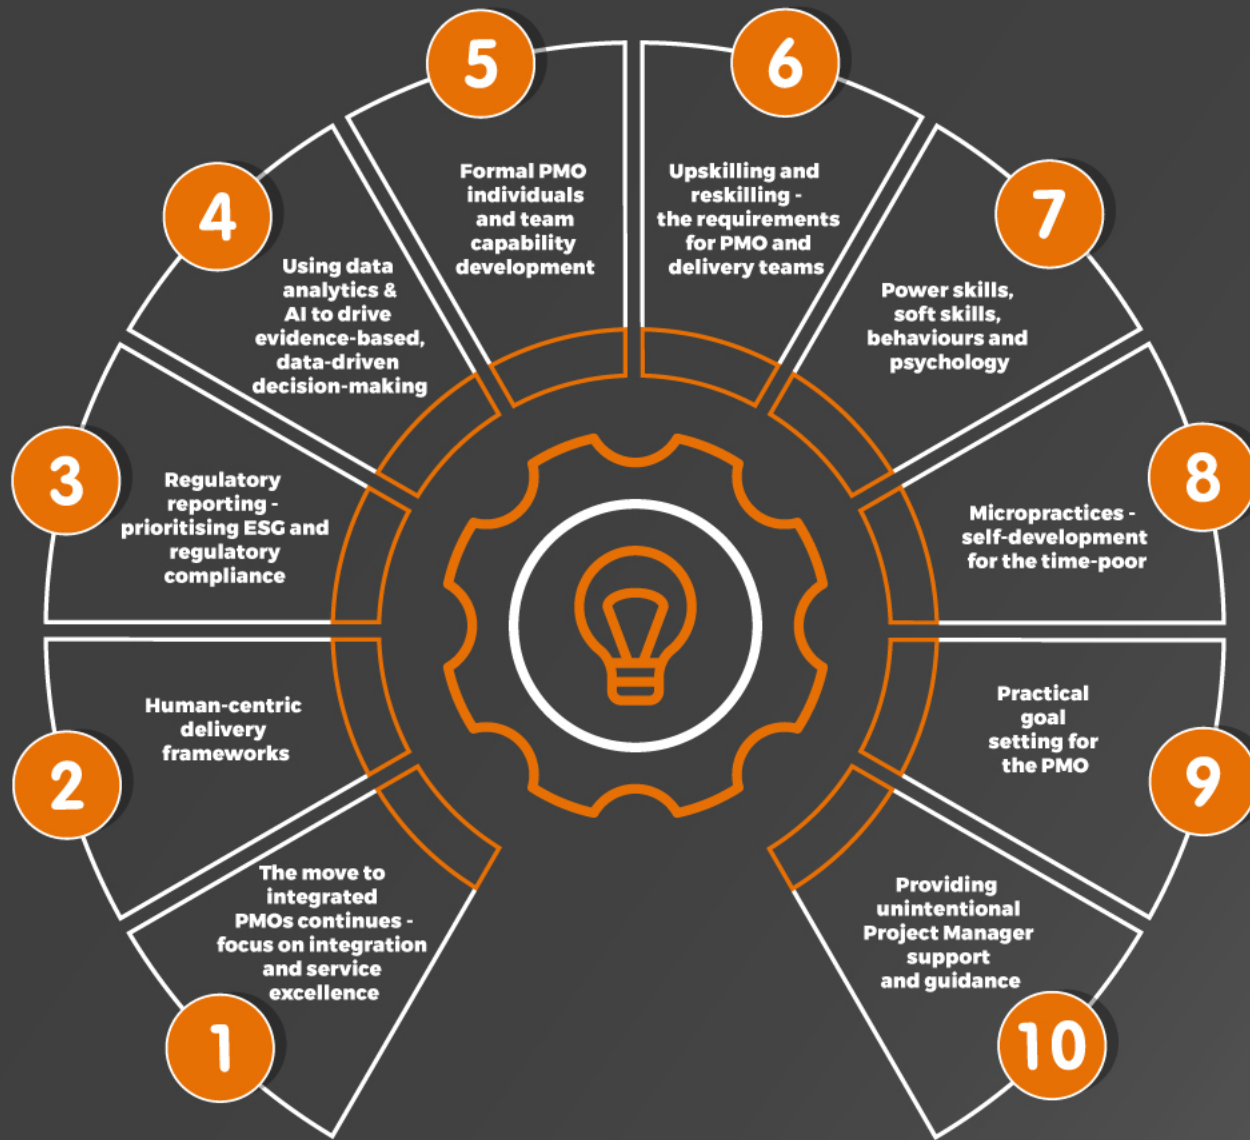 1
The move to
integrated
PMOs continues -
focus on integration
and service
excellence
2
Human-centric
delivery
frameworks
3
Regulatory
reporting -
prioritising ESG and
regulatory
compliance
4
Using data
analytics &
AI to drive
evidence-based,
data-driven
decision-making
5
Formal PMO
individuals
and team
capability
development
6
Upskilling and
reskilling -
the requirements
for PMO and
delivery teams
7
Power skills,
soft skills,
behaviours and
psychology
8
Micropractices -
self-development
for the time-poor
9
Practical
goal
setting for
the PMO
10
Providing
unintentional
Project Manager
support
and guidance